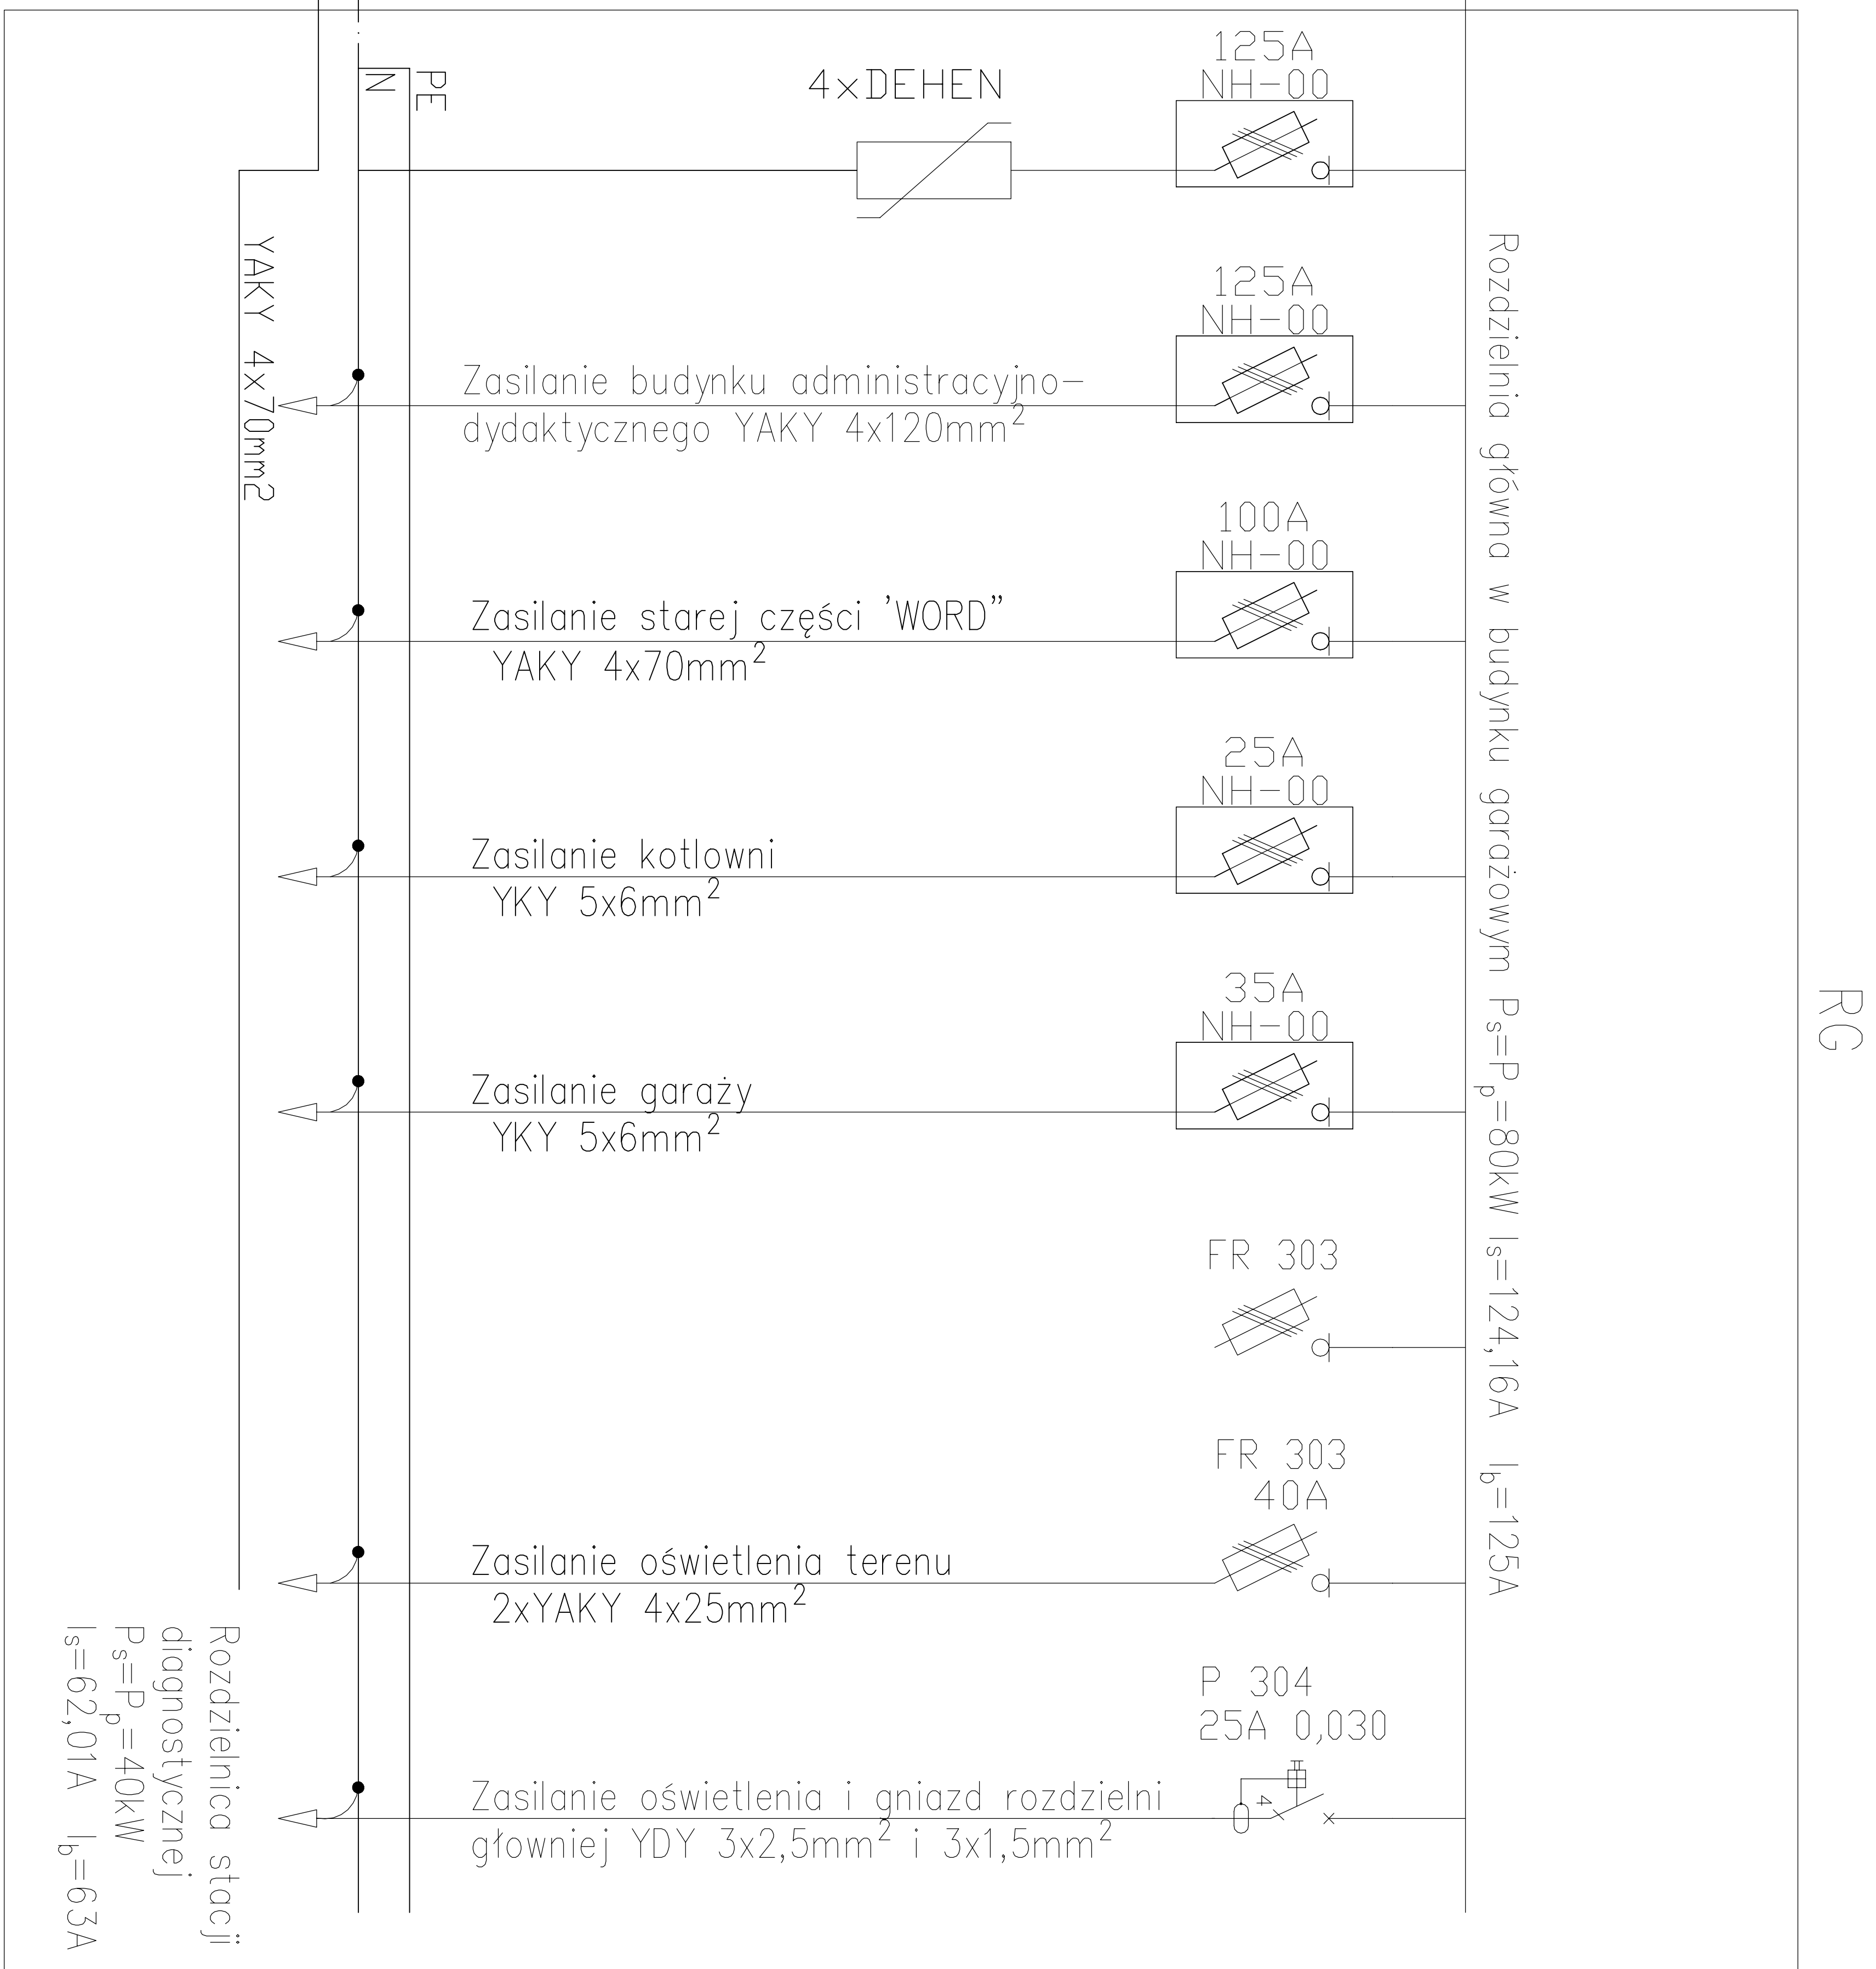 125A
NH-00
4xDEHEN
PE
N
125A
NH-00
Zasilanie budynku administracyjno-
dydaktycznego YAKY 4x120mm²
YAKY 4x70mm2
100A
NH-00
Zasilanie starej części 'WORD"
YAKY 4x70mm²
25A
NH-00
Zasilanie kotlowni
YKY 5x6mm²
35A
NH-00
Zasilanie garaży
YKY 5x6mm²
FR 303
FR 303
40A
Zasilanie oświetlenia terenu
2xYAKY 4x25mm²
P 304
25A 0,030
4
Zasilanie oświetlenia i gniazd rozdzielni
głowniej YDY 3x2,5mm² i 3x1,5mm²
Rozdzielnia główna w budynku garażowym Ps=Pp=80kW Is=124,16A Ib=125A
RG
Rozdzielnica stacjï
diagnostycznej
Ps=Pp=40kW
Is=62,01A Ib=63A